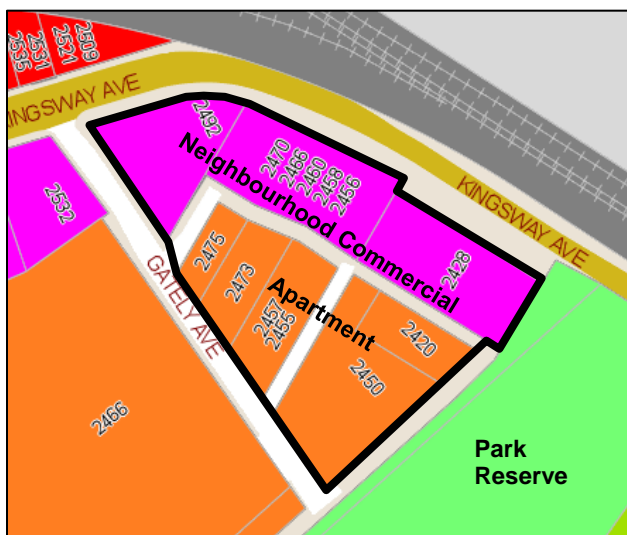 2535
2531
2521
2509
KINGSWAY AVE
2492
2470
2466
2460
2458
2456
Neighbourhood Commercial
KINGSWAY AVE
2532
2428
2475
2473
2457
2455
Apartment
2420
2450
GATELY AVE
2466
Park
Reserve